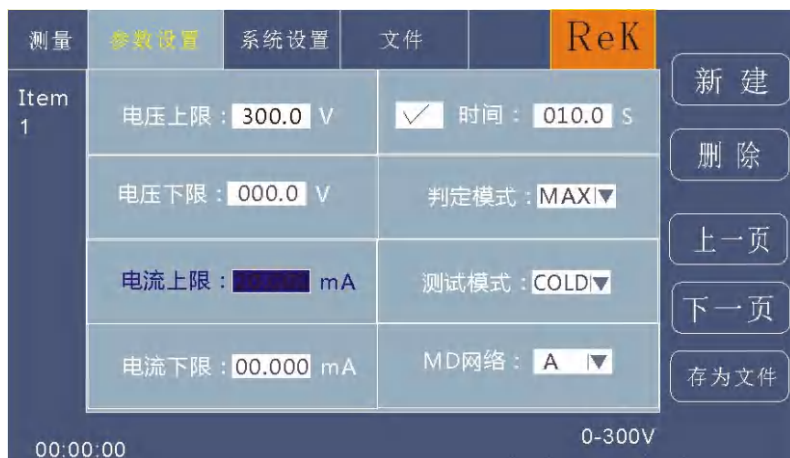 测量 参数设置 系统设置 文件 ReK
Item
1
电压上限: 300.0 V
✓ 时间: 010.0 S
电压下限: 000.0 V
判定模式: MAX
电流上限: mA
测试模式: COLD
电流下限: 00.000 mA
MD网络: A
新 建
删 除
上一页
下一页
存为文件
00:00:00
0-300V